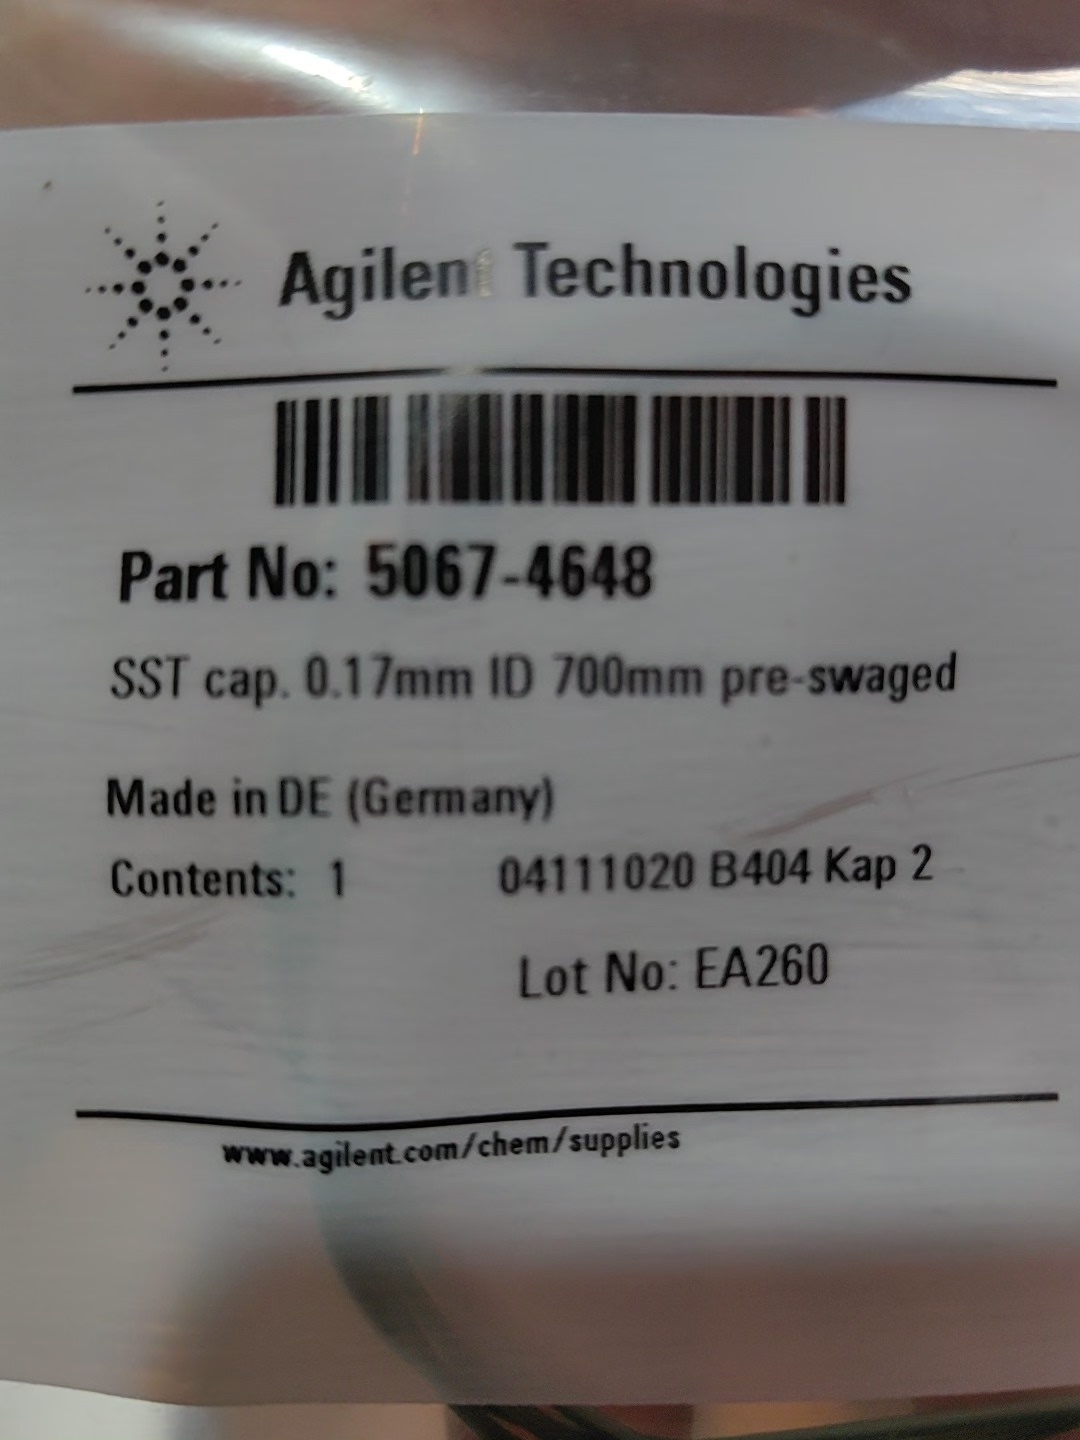 Agilent Technologies
Part No: 5067-4648
SST cap. 0.17mm ID 700mm pre-swaged
Made in DE (Germany)
Contents: 1 04111020 B404 Kap 2
Lot No: EA260
www.agilent.com/chem/supplies